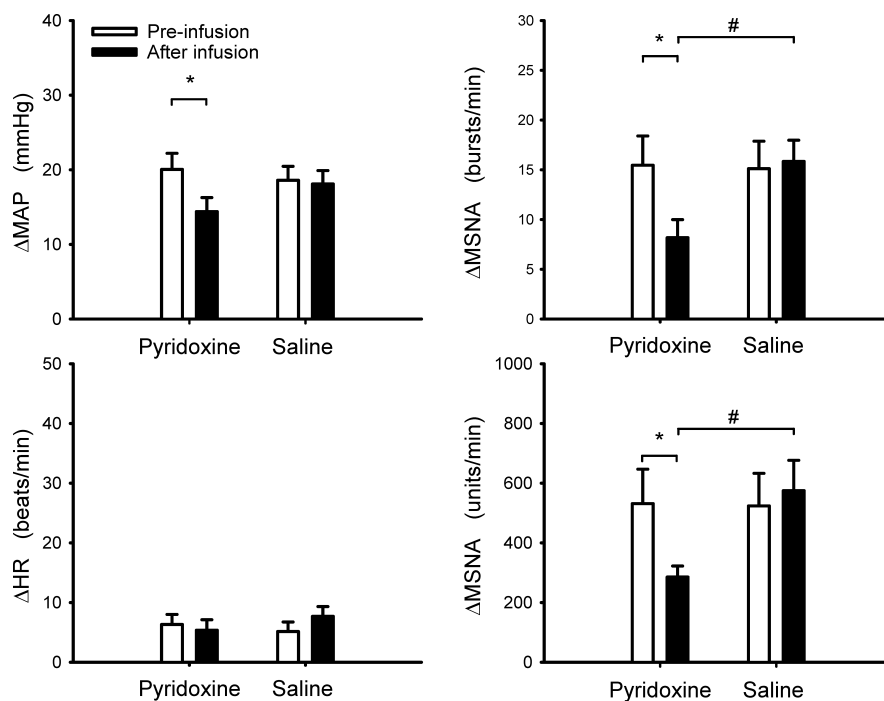 Pre-infusion
After infusion
ΔMAP (mmHg)
40
30
20
10
0
*
Pyridoxine Saline
ΔMSNA (bursts/min)
30
25
20
15
10
5
0
*
#
Pyridoxine Saline
ΔHR (beats/min)
50
40
30
20
10
0
Pyridoxine Saline
ΔMSNA (units/min)
1000
800
600
400
200
0
*
#
Pyridoxine Saline